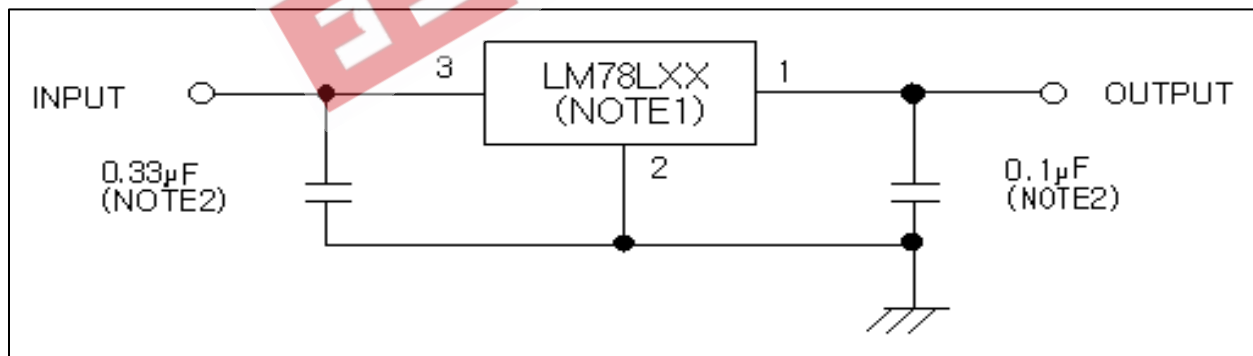 INPUT
3
LM78LXX
(NOTE1)
1
OUTPUT
2
0.33µF
(NOTE2)
0.1µF
(NOTE2)